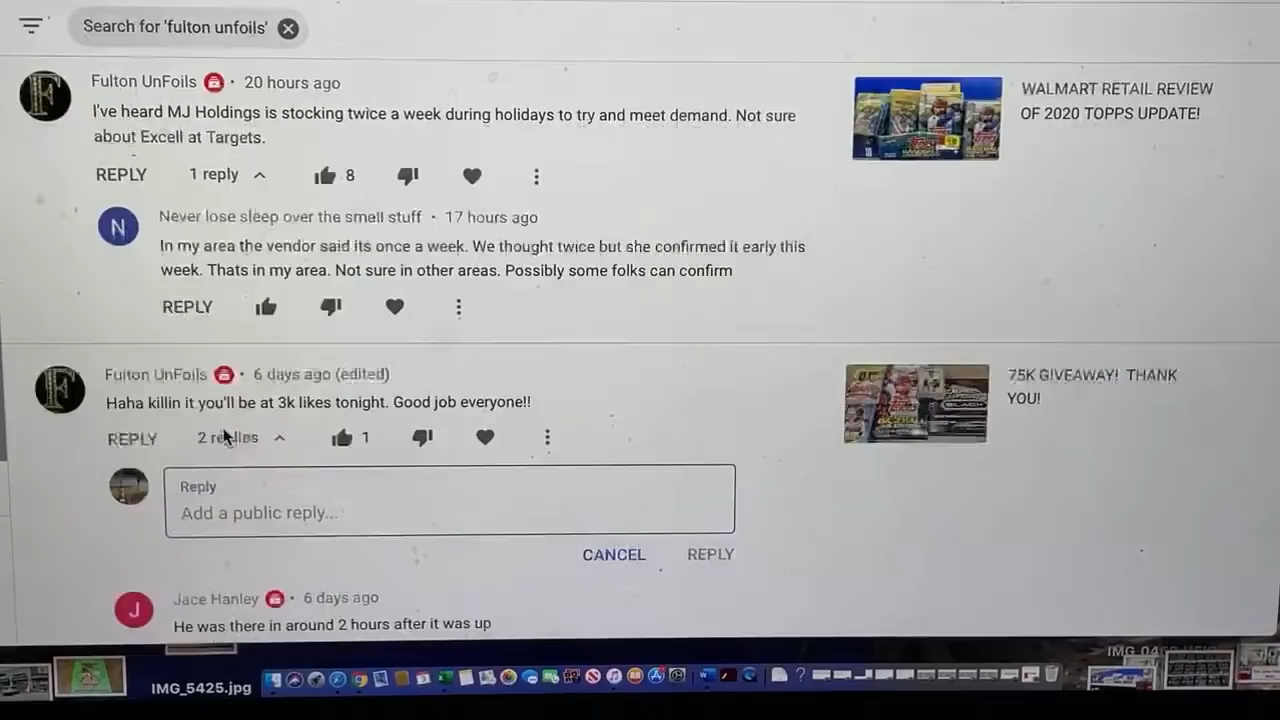 Search for 'fulton unfoils'
Fulton UnFoils • 20 hours ago
I've heard MJ Holdings is stocking twice a week during holidays to try and meet demand. Not sure
about Excell at Targets.
REPLY 1 reply 8
WALMART RETAIL REVIEW
OF 2020 TOPPS UPDATE!
N
Never lose sleep over the smell stuff • 17 hours ago
In my area the vendor said its once a week. We thought twice but she confirmed it early this
week. Thats in my area. Not sure in other areas. Possibly some folks can confirm
REPLY
Fulton UnFoils • 6 days ago (edited)
Haha killin it you'll be at 3k likes tonight. Good job everyone!!
REPLY 2 replies 1
75K GIVEAWAY! THANK
YOU!
Reply
Add a public reply...
CANCEL REPLY
J
Jace Hanley • 6 days ago
He was there in around 2 hours after it was up
IMG_5425.jpg